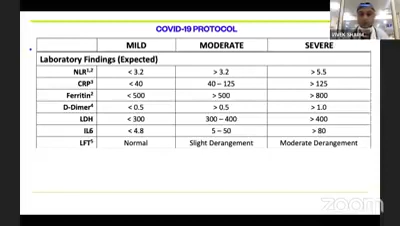 COVID-19 PROTOCOL
MILD MODERATE SEVERE
Laboratory Findings (Expected)
NLR1,2 < 3.2 > 3.2 > 5.5
CRP3 < 40 40 – 125 > 125
Ferritin2 < 500 > 500 > 800
D-Dimer4 < 0.5 > 0.5 > 1.0
LDH < 300 300 – 400 > 400
IL6 < 4.8 5 – 50 > 80
LFT5 Normal Slight Derangement Moderate Derangement
zoom